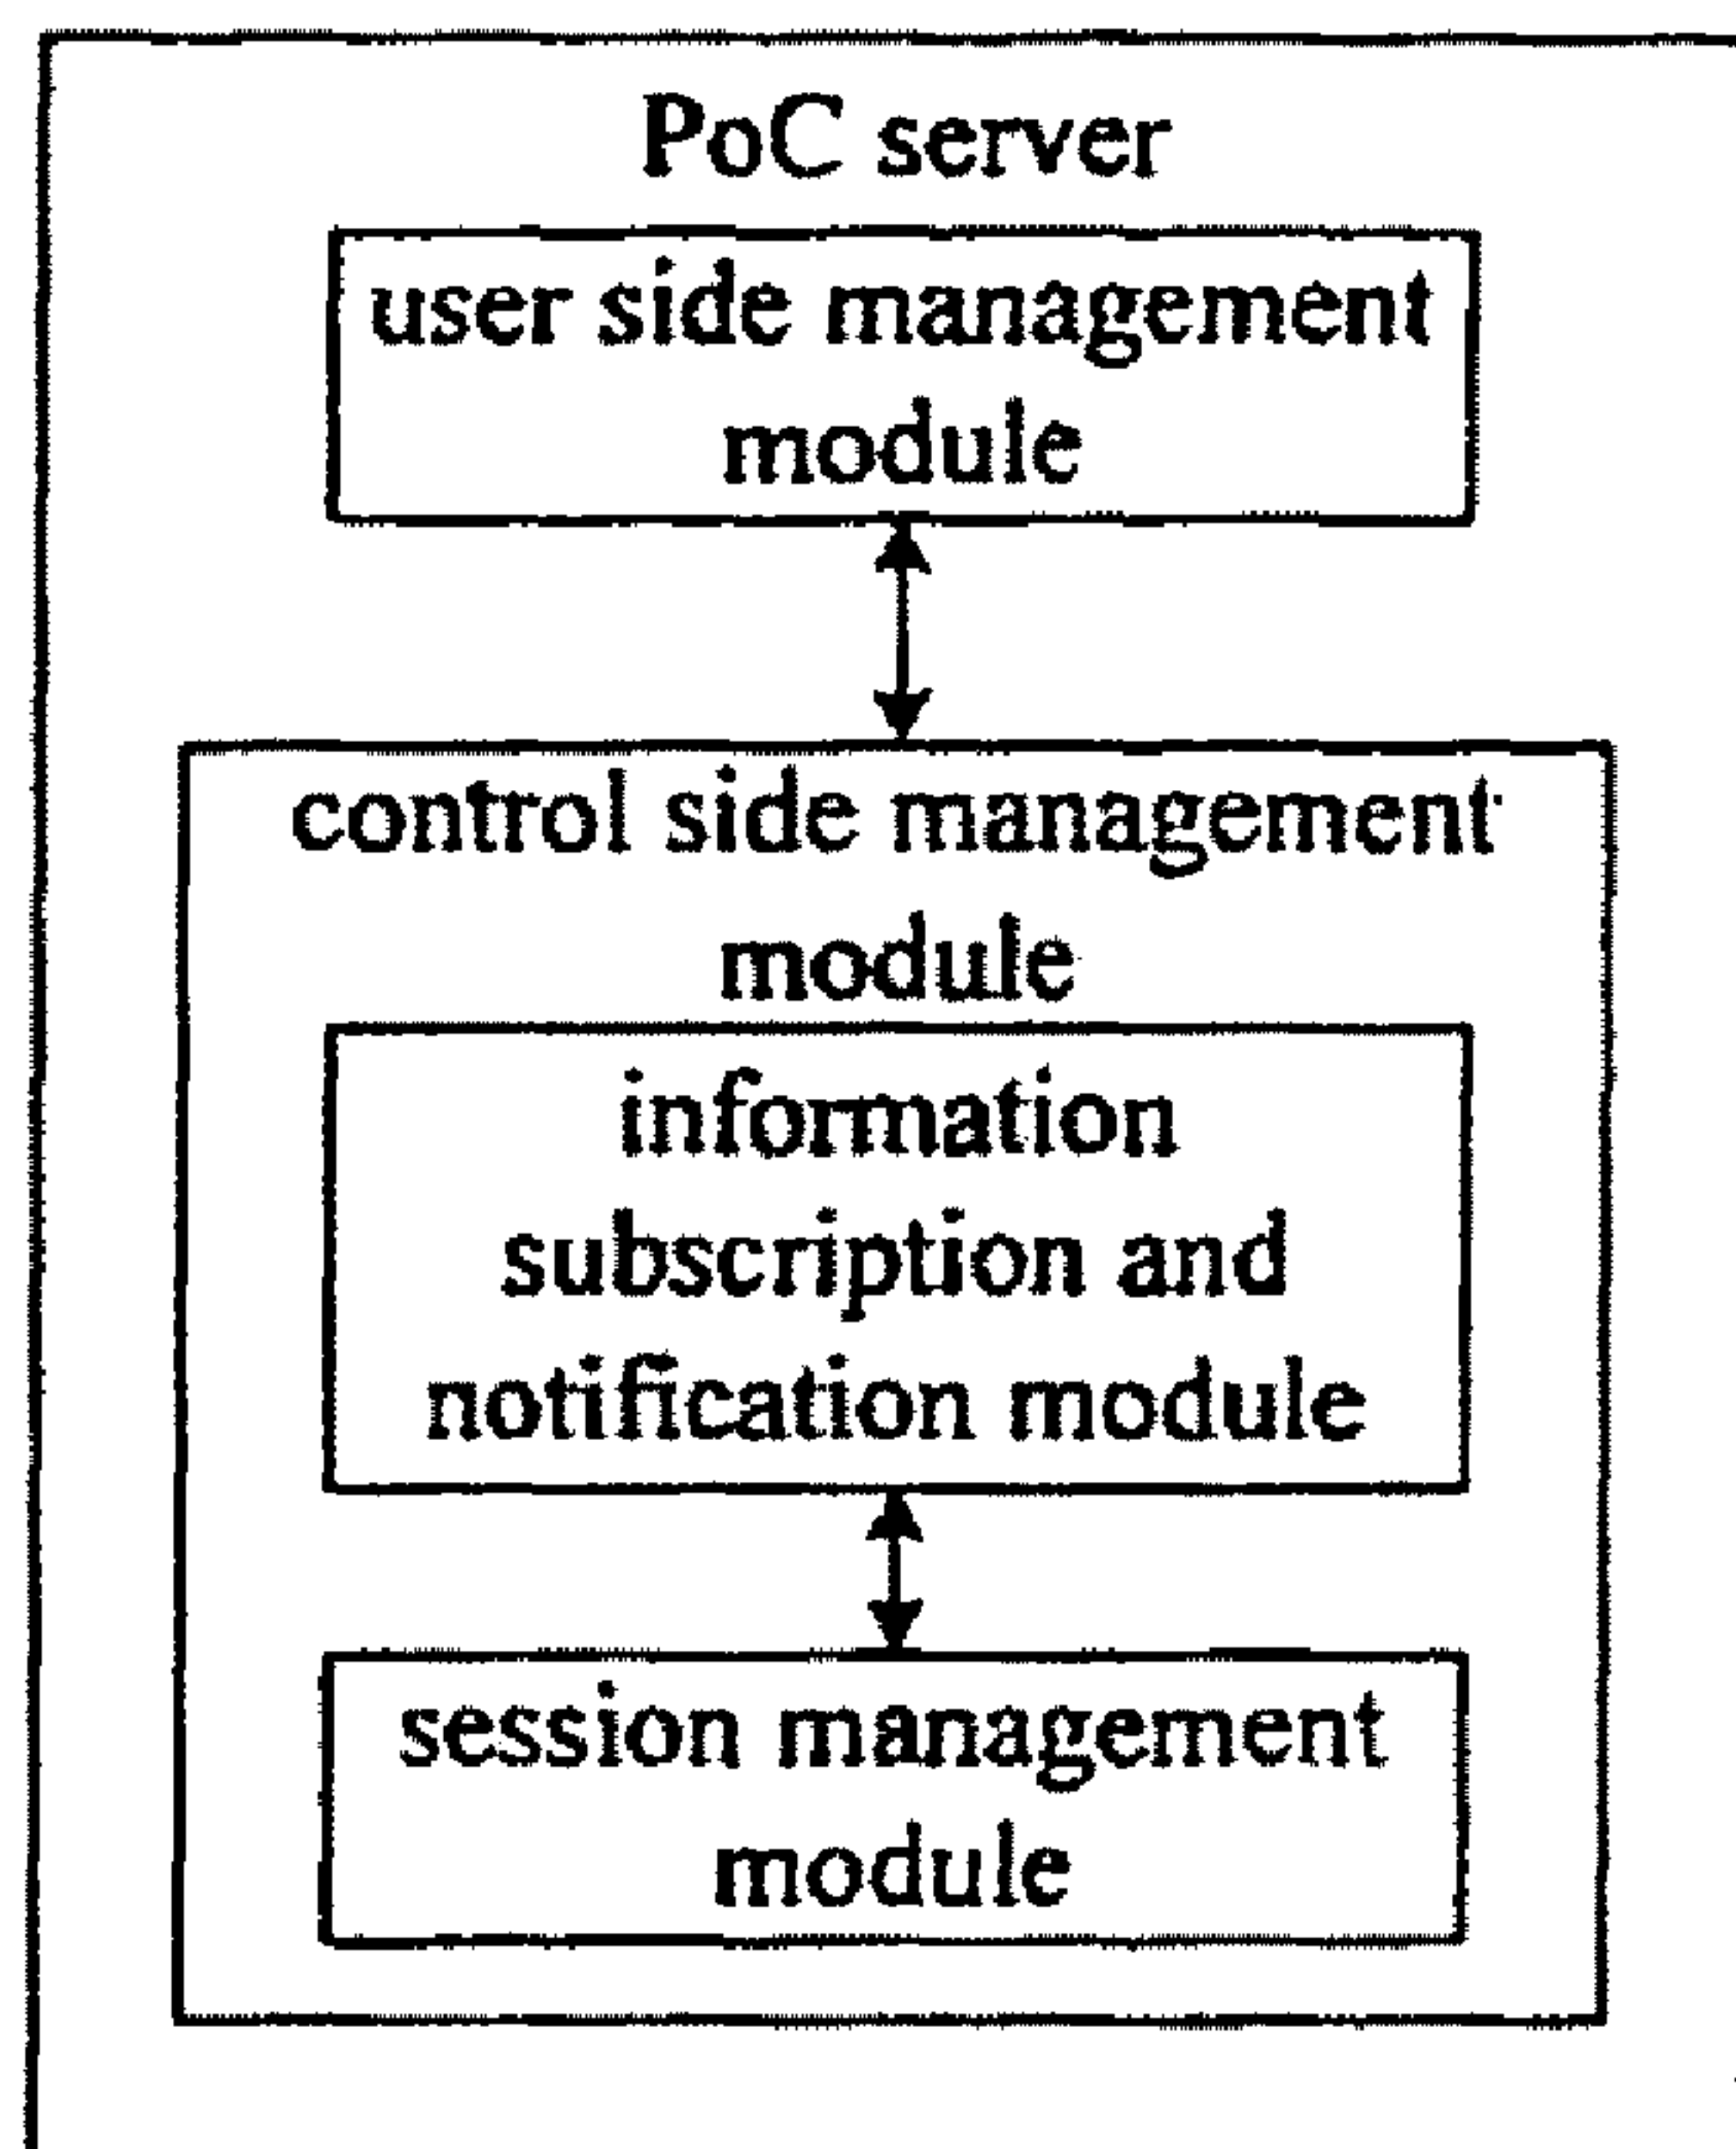 PoC server
user side management
module
control side management
module
information
subscription and
notification module
session management
module